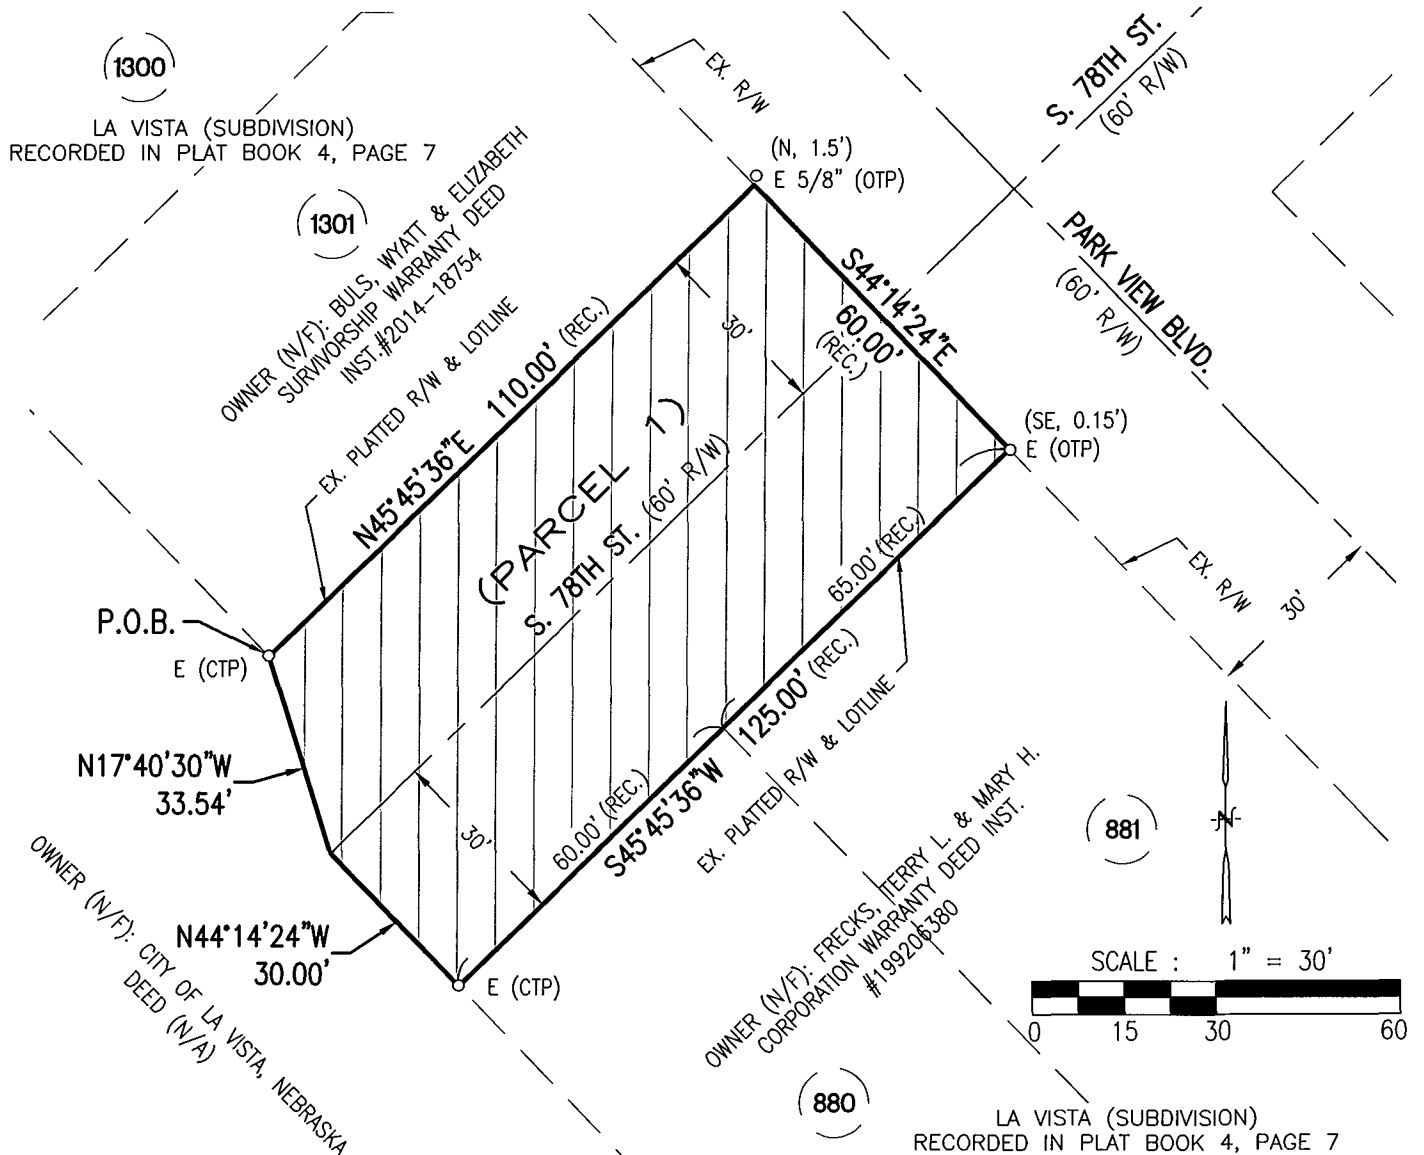 1300
LA VISTA (SUBDIVISION)
RECORDED IN PLAT BOOK 4, PAGE 7
1301
OWNER (N/F): BULS, WYATT & ELIZABETH
SURVIVORSHIP WARRANTY DEED
INST.#2014-18754
EX. PLATTED R/W & LOTLINE
EX. R/W
(N, 1.5')
E 5/8" (OTP)
S. 78TH ST.
(60' R/W)
PARK VIEW BLVD.
(60' R/W)
N45°45'36"E 110.00' (REC.)
30'
S44°14'24"E
60.00'
(REC.)
(SE, 0.15')
E (OTP)
(PARCEL 1)
S. 78TH ST. (60' R/W)
65.00' (REC.)
EX. R/W
30'
P.O.B.
E (CTP)
N17°40'30"W
33.54'
30'
60.00' (REC.)
S45°45'36"W 125.00' (REC.)
EX. PLATTED R/W & LOTLINE
N44°14'24"W
30.00'
E (CTP)
OWNER (N/F): CITY OF LA VISTA, NEBRASKA
DEED (N/A)
OWNER (N/F): FRECKS, TERRY L. & MARY H.
CORPORATION WARRANTY DEED INST.
#199206380
881
N
SCALE : 1" = 30'
0 15 30 60
880
LA VISTA (SUBDIVISION)
RECORDED IN PLAT BOOK 4, PAGE 7